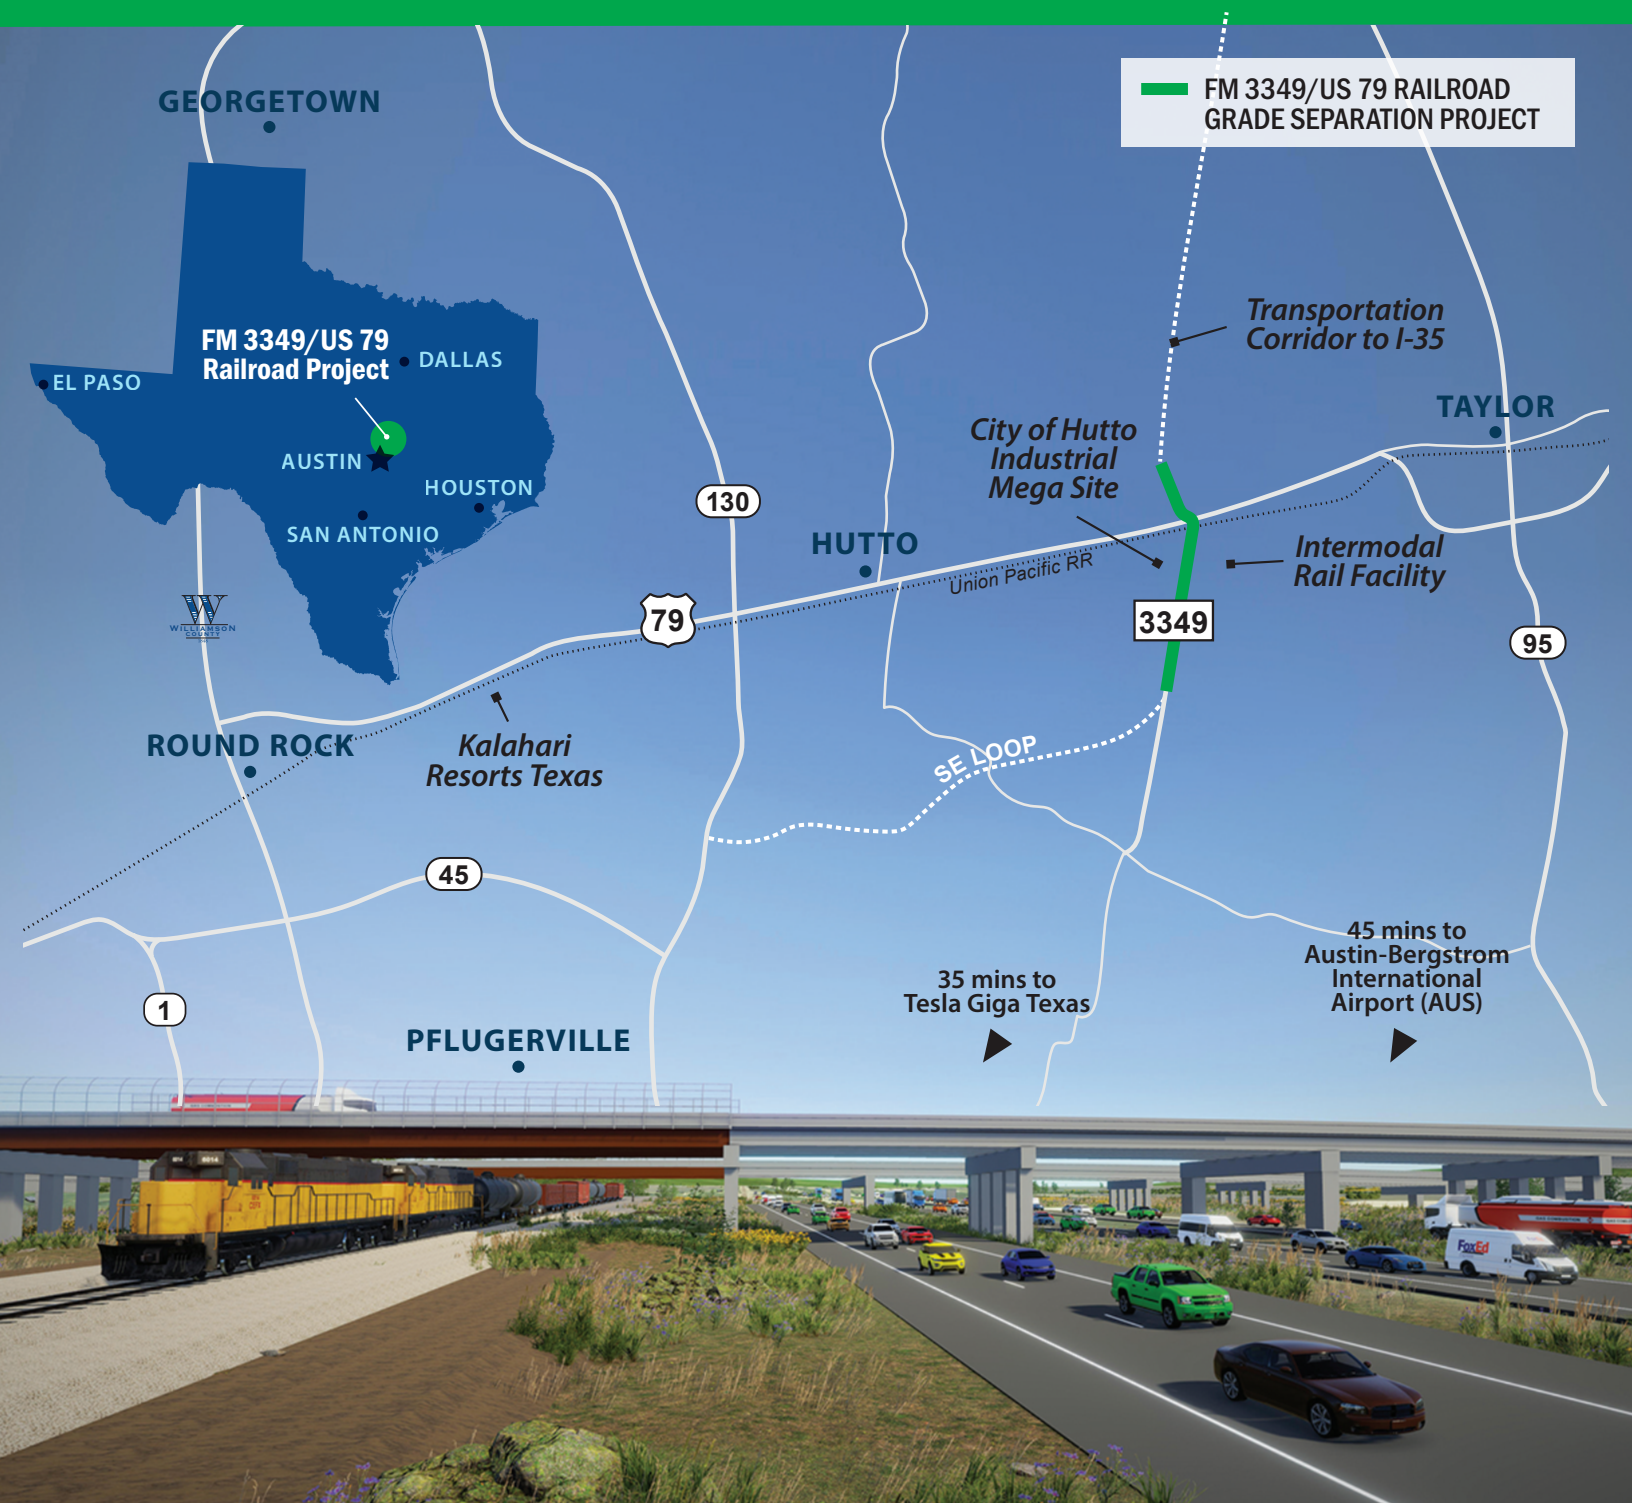 FM 3349/US 79 RAILROAD
GRADE SEPARATION PROJECT
GEORGETOWN
FM 3349/US 79
Railroad Project
DALLAS
EL PASO
AUSTIN
HOUSTON
SAN ANTONIO
Transportation
Corridor to I-35
TAYLOR
City of Hutto
Industrial
Mega Site
130
HUTTO
Intermodal
Rail Facility
Union Pacific RR
W
WILLIAMSON
COUNTY
79
3349
95
ROUND ROCK
Kalahari
Resorts Texas
SE LOOP
45
45 mins to
Austin-Bergstrom
International
Airport (AUS)
35 mins to
Tesla Giga Texas
1
PFLUGERVILLE
FoxEd